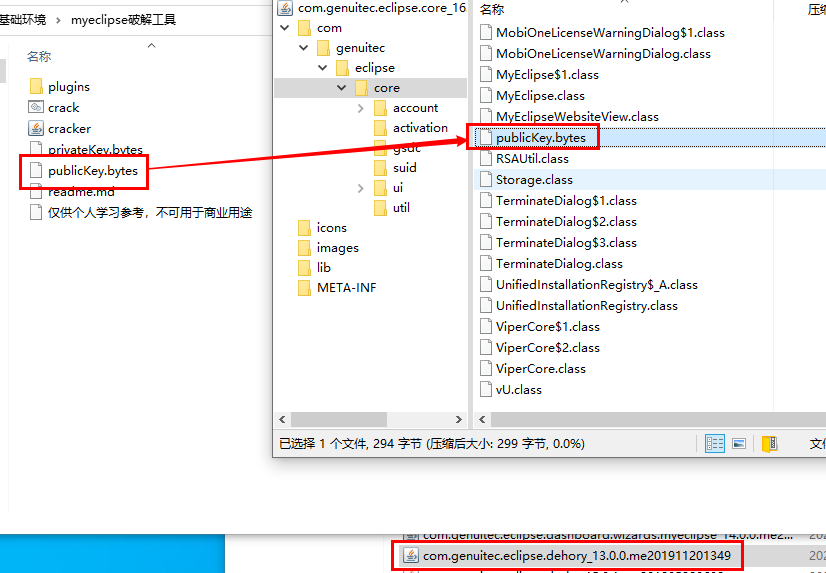 基础环境 › myeclipse破解工具
名称
plugins
crack
cracker
privateKey.bytes
publicKey.bytes
readme.md
仅供个人学习参考，不可用于商业用途
com.genuitec.eclipse.core_16
com
genuitec
eclipse
core
account
activation
gsdc
suid
ui
util
icons
images
lib
META-INF
名称
压缩
MobiOneLicenseWarningDialog$1.class
MobiOneLicenseWarningDialog.class
MyEclipse$1.class
MyEclipse.class
MyEclipseWebsiteView.class
publicKey.bytes
RSAUtil.class
Storage.class
TerminateDialog$1.class
TerminateDialog$2.class
TerminateDialog$3.class
TerminateDialog.class
UnifiedInstallationRegistry$_A.class
UnifiedInstallationRegistry.class
ViperCore$1.class
ViperCore$2.class
ViperCore.class
vU.class
已选择 1 个文件, 294 字节 (压缩后大小: 299 字节, 0.0%)
文
com.genuitec.eclipse.dashboard.wizards.myeclipse_14.0.0.me2...
com.genuitec.eclipse.dehory_13.0.0.me201911201349
202